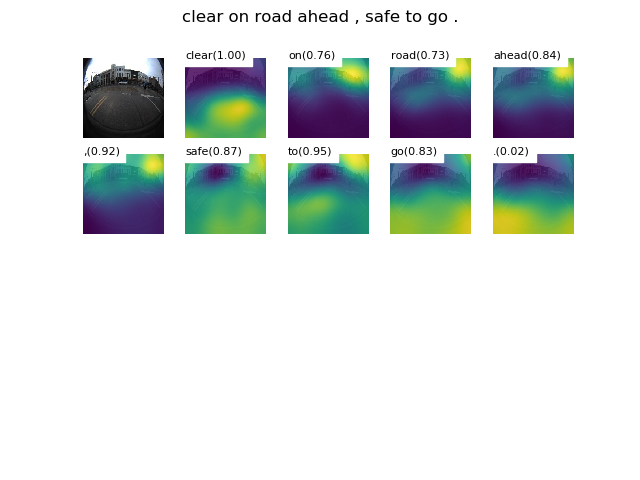 clear on road ahead , safe to go .
clear(1.00) on(0.76) road(0.73) ahead(0.84)
,(0.92) safe(0.87) to(0.95) go(0.83) .(0.02)